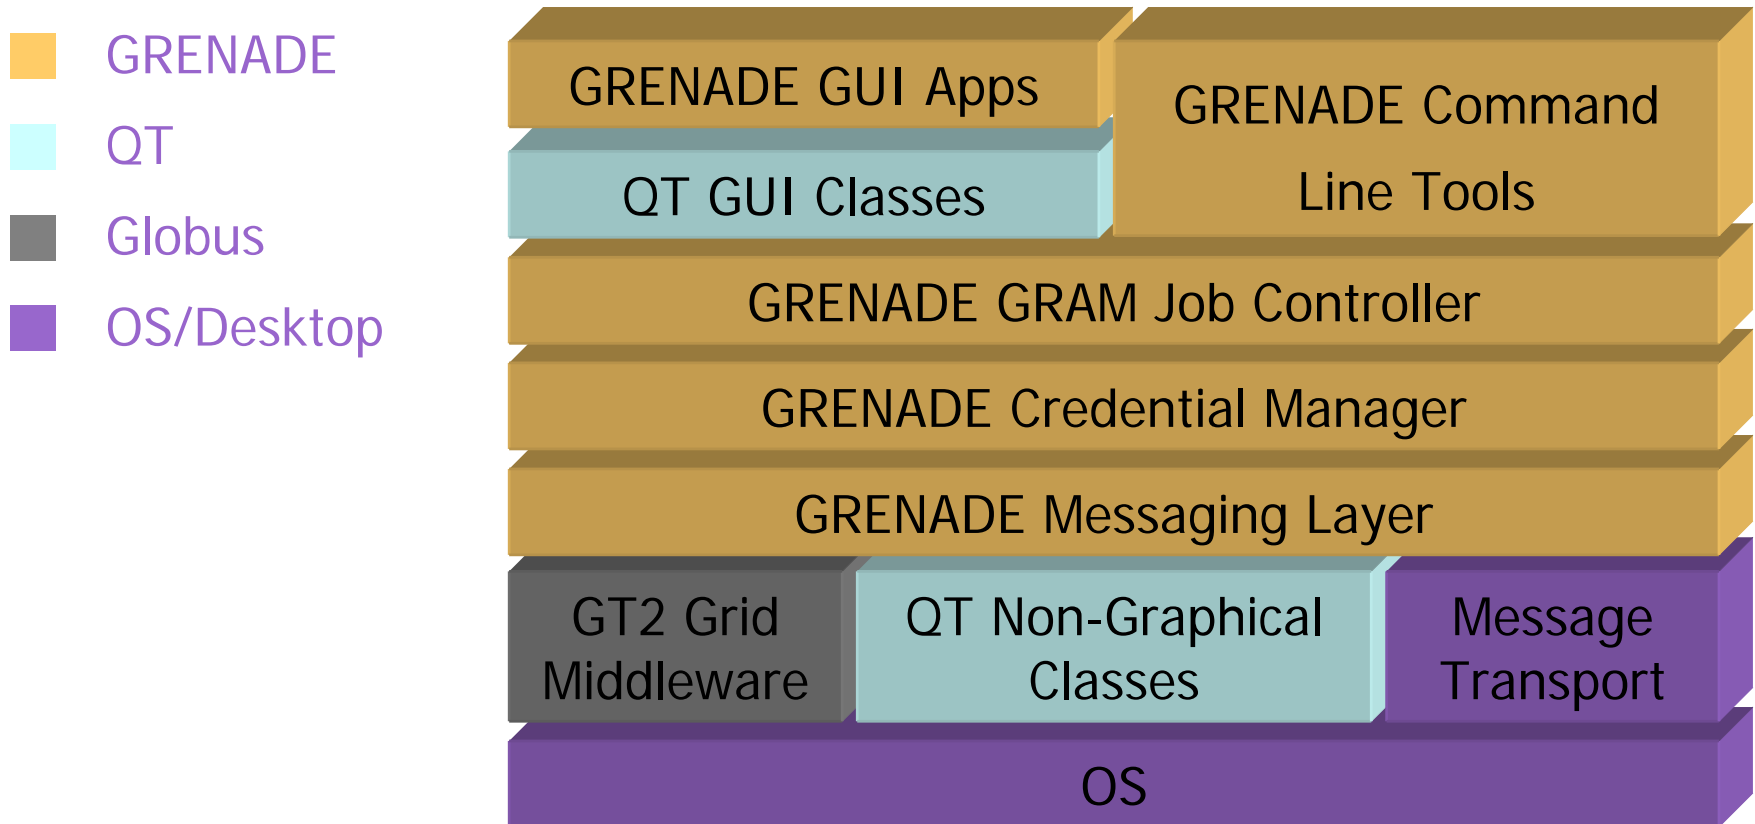 GRENADE
QT
Globus
OS/Desktop
GRENADE GUI Apps
GRENADE Command
Line Tools
QT GUI Classes
GRENADE GRAM Job Controller
GRENADE Credential Manager
GRENADE Messaging Layer
GT2 Grid
Middleware
QT Non-Graphical
Classes
Message
Transport
OS